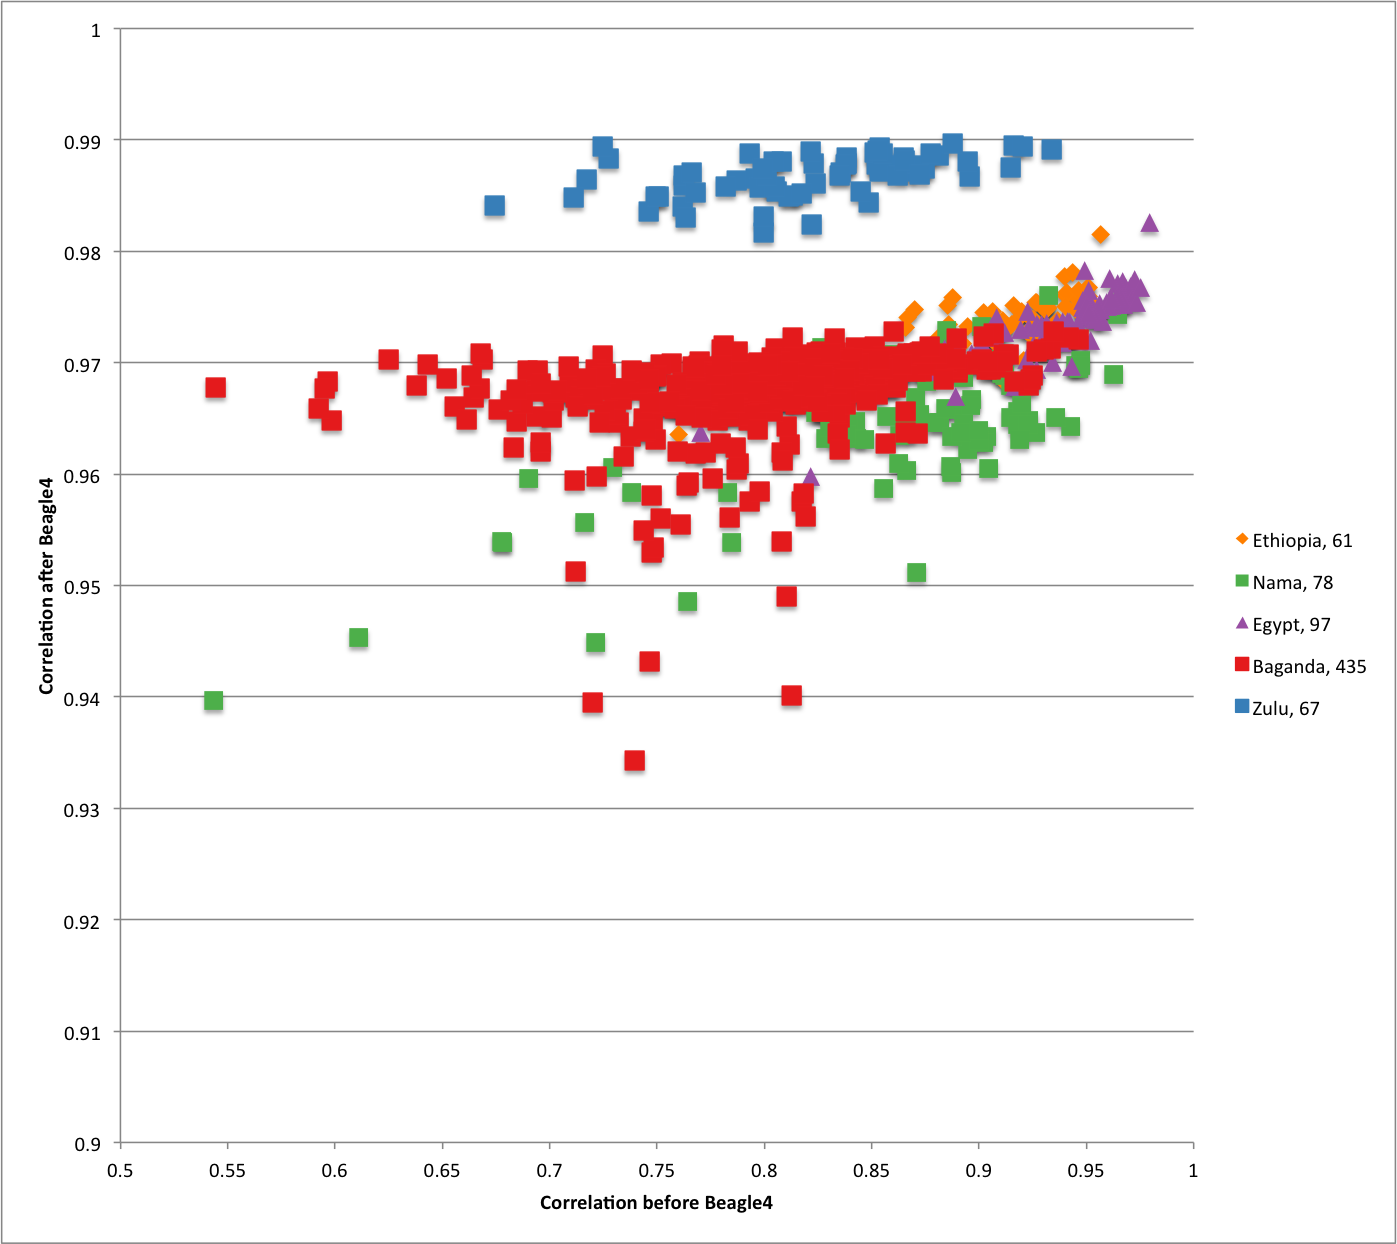 1
0.99
0.98
0.97
0.96
0.95
0.94
0.93
0.92
0.91
0.9
Correlation after Beagle4
0.5 0.55 0.6 0.65 0.7 0.75 0.8 0.85 0.9 0.95 1
Correlation before Beagle4
Ethiopia, 61
Nama, 78
Egypt, 97
Baganda, 435
Zulu, 67